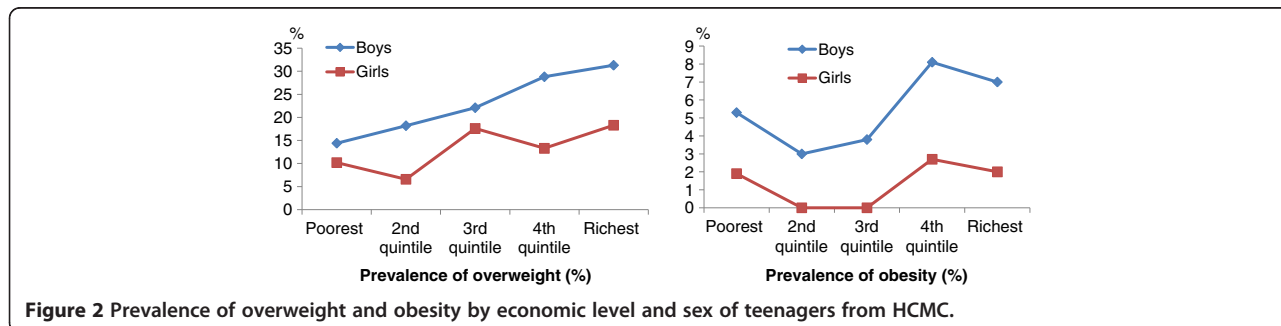 %
35
30
25
20
15
10
5
0
Boys
Girls
Poorest 2nd quintile 3rd quintile 4th quintile Richest
Prevalence of overweight (%)
%
9
8
7
6
5
4
3
2
1
0
Boys
Girls
Poorest 2nd quintile 3rd quintile 4th quintile Richest
Prevalence of obesity (%)
Figure 2 Prevalence of overweight and obesity by economic level and sex of teenagers from HCMC.